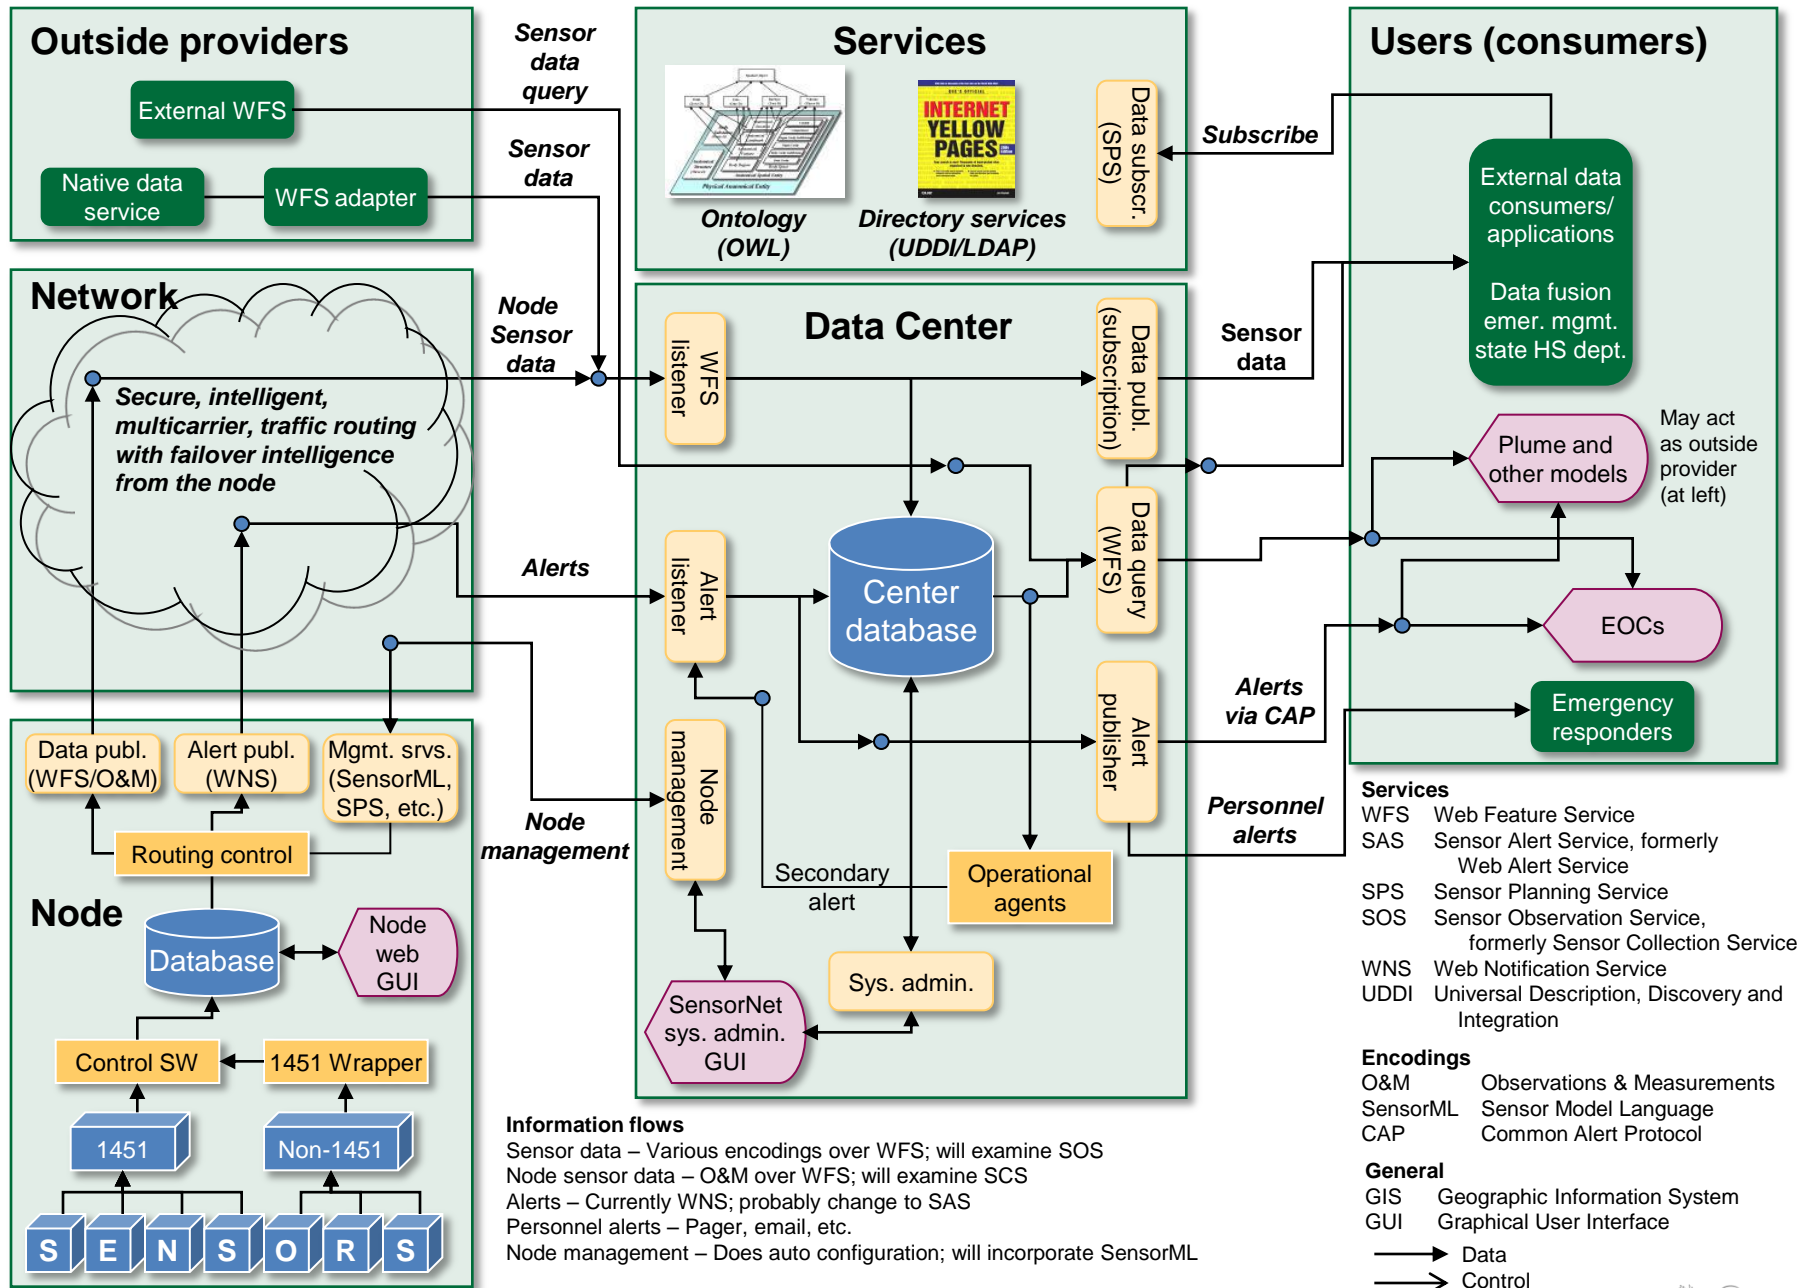 Outside providers
External WFS
Native data
service
WFS adapter
Sensor
data
query
Sensor
data
Services
INTERNET
YELLOW
PAGES
Physical Anatomical Entity
Ontology
(OWL)
Directory services
(UDDI/LDAP)
Data subscr.
(SPS)
Users (consumers)
Subscribe
External data
consumers/
applications
Data fusion
emer. mgmt.
state HS dept.
Network
Secure, intelligent,
multicarrier, traffic routing
with failover intelligence
from the node
Node
Sensor
data
Alerts
Node
management
Data Center
WFS
listener
Data publ.
(subscription)
Alert
listener
Center
database
Data query
(WFS)
Node
management
Alert
publisher
Secondary
alert
Operational
agents
Sys. admin.
SensorNet
sys. admin.
GUI
Sensor
data
Alerts
via CAP
Personnel
alerts
Plume and
other models
May act
as outside
provider
(at left)
EOCs
Emergency
responders
Data publ.
(WFS/O&M)
Alert publ.
(WNS)
Mgmt. srvs.
(SensorML,
SPS, etc.)
Routing control
Node
Database
Node
web
GUI
Control SW
1451 Wrapper
1451
Non-1451
S E N S O R S
Information flows
Sensor data – Various encodings over WFS; will examine SOS
Node sensor data – O&M over WFS; will examine SCS
Alerts – Currently WNS; probably change to SAS
Personnel alerts – Pager, email, etc.
Node management – Does auto configuration; will incorporate SensorML
Services
WFS Web Feature Service
SAS Sensor Alert Service, formerly
Web Alert Service
SPS Sensor Planning Service
SOS Sensor Observation Service,
formerly Sensor Collection Service
WNS Web Notification Service
UDDI Universal Description, Discovery and
Integration
Encodings
O&M Observations & Measurements
SensorML Sensor Model Language
CAP Common Alert Protocol
General
GIS Geographic Information System
GUI Graphical User Interface
Data
Control